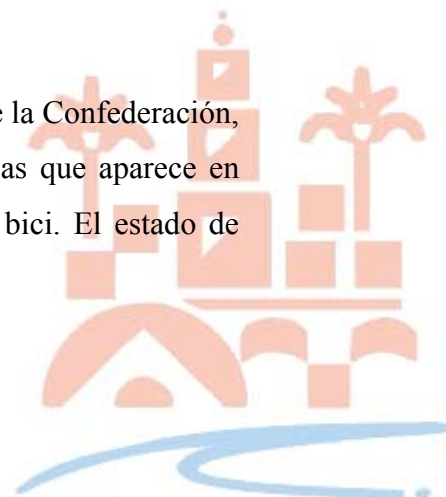 e la Confederación,
as que aparece en
bici. El estado de